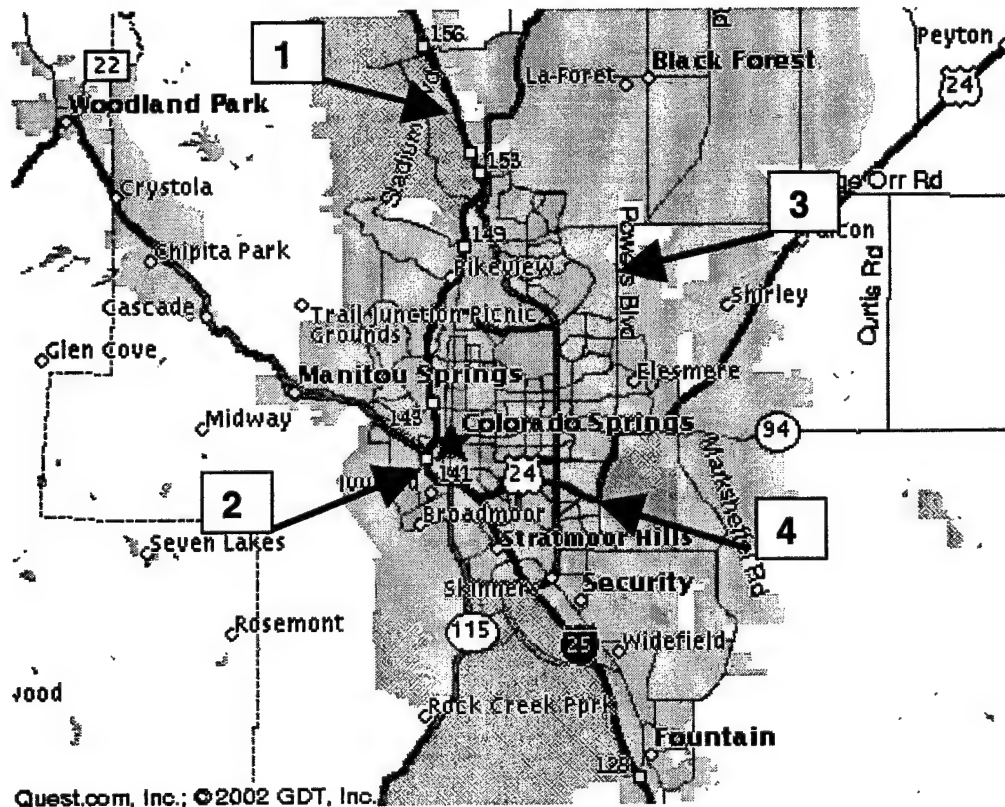 156
Peyton
1
22
La Foret
Black Forest
24
Woodland Park
Stadium
153
Orr Rd
Crystola
3
Powers Blvd
149
Chipita Park
Pikeview
Curtis Rd
Shirley
Cascade
Trail Junction Picnic
Grounds
Glen Cove
Elesmere
Manitou Springs
143
Midway
Colorado Springs
94
Marksheffel Rd
141
24
2
Broadmoor
4
Stratmoor Hills
Seven Lakes
Skinners
Security
Rosemont
115
25
Widefield
Rock Creek Park
Fountain
128
Quest.com, Inc.; ©2002 GDT, Inc.